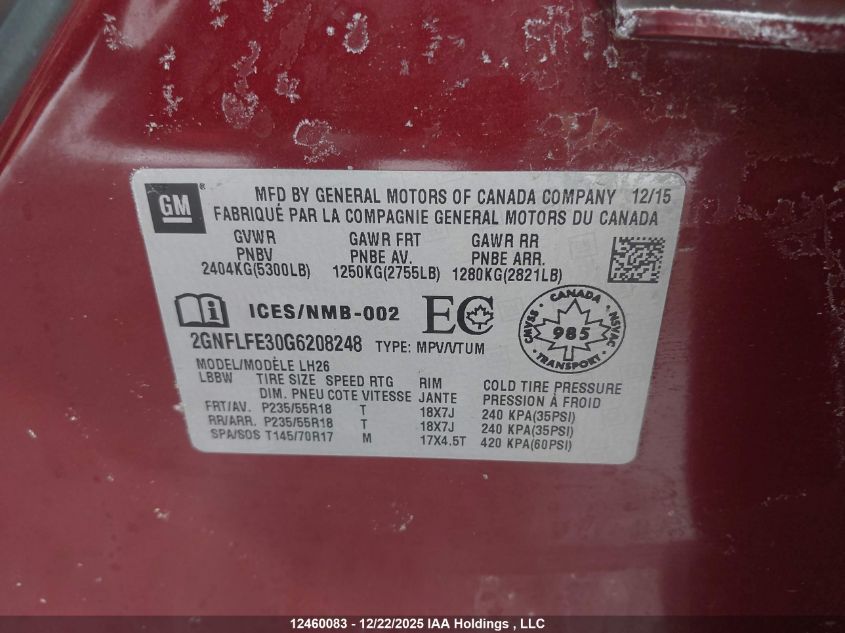 GM ®
MFD BY GENERAL MOTORS OF CANADA COMPANY 12/15
FABRIQUÉ PAR LA COMPAGNIE GENERAL MOTORS DU CANADA
GVWR GAWR FRT GAWR RR
PNBV PNBE AV. PNBE ARR.
2404KG(5300LB) 1250KG(2755LB) 1280KG(2821LB)
i ICES/NMB-002 EC
CANADA
CMVSS 985 NSVAC
TRANSPORT
2GNFLFE30G6208248 TYPE: MPV/VTUM
MODEL/MODÈLE LH26
LBBW TIRE SIZE SPEED RTG RIM COLD TIRE PRESSURE
DIM. PNEU COTE VITESSE JANTE PRESSION À FROID
FRT/AV. P235/55R18 T 18X7J 240 KPA(35PSI)
RR/ARR. P235/55R18 T 18X7J 240 KPA(35PSI)
SPA/SOS T145/70R17 M 17X4.5T 420 KPA(60PSI)
12460083 - 12/22/2025 IAA Holdings , LLC